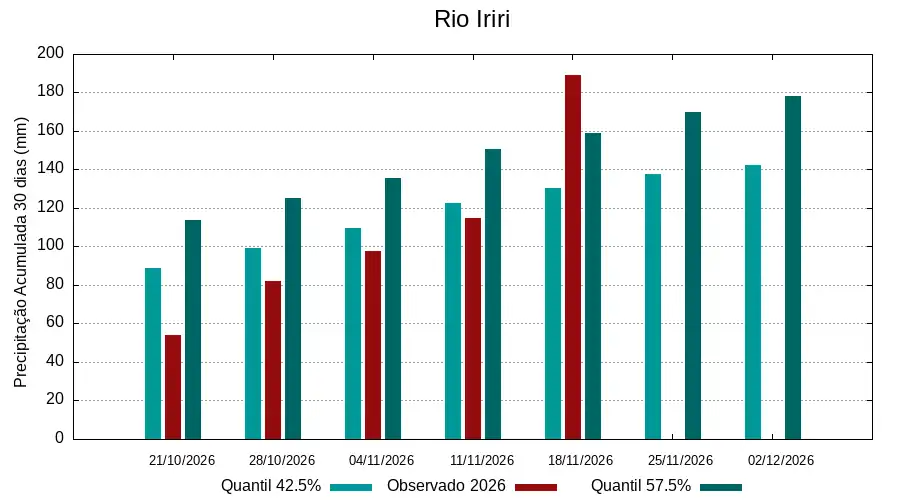 Rio Iriri
Precipitação Acumulada 30 dias (mm)
200
180
160
140
120
100
80
60
40
20
0
21/10/2026 28/10/2026 04/11/2026 11/11/2026 18/11/2026 25/11/2026 02/12/2026
Quantil 42.5% Observado 2026 Quantil 57.5%